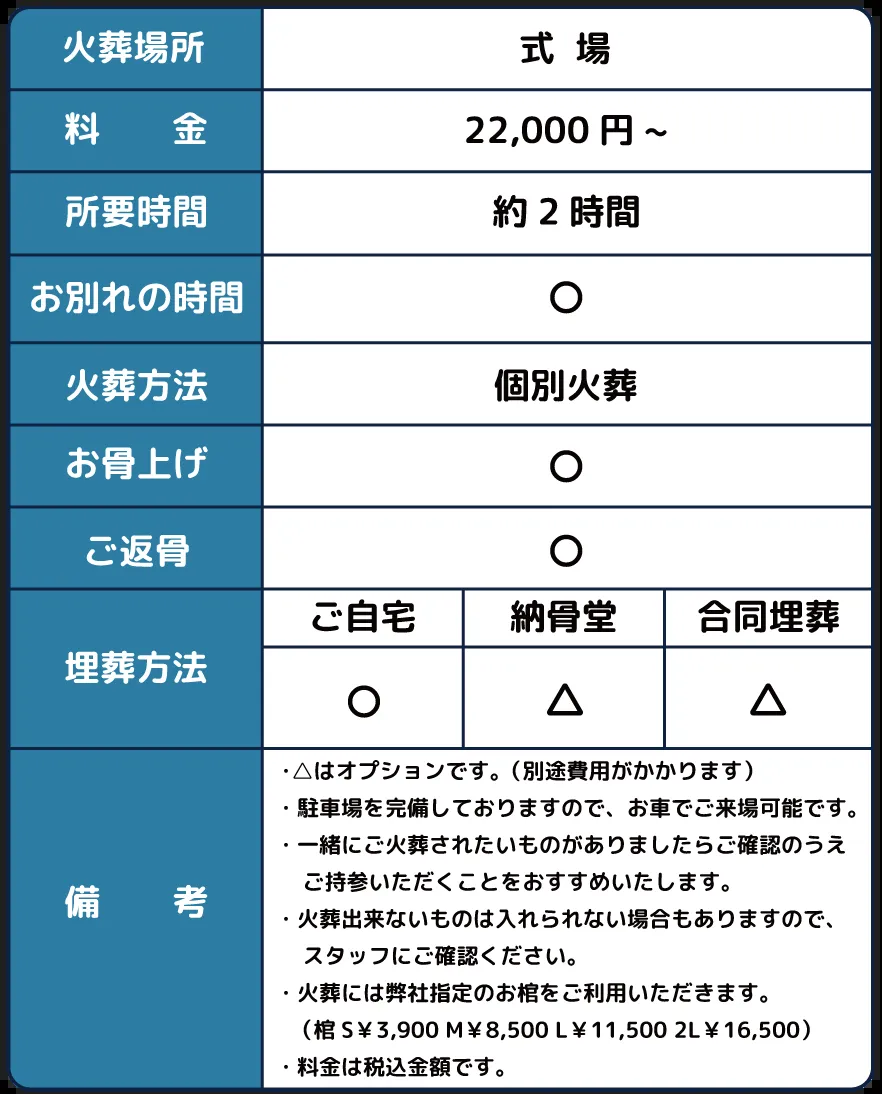 火葬場所 式 場
料 金 22,000 円 ~
所要時間 約 2 時間
お別れの時間 〇
火葬方法 個別火葬
お骨上げ 〇
ご返骨 〇
ご自宅 納骨堂 合同埋葬
埋葬方法
〇 △ △
・△はオプションです。(別途費用がかかります)
・駐車場を完備しておりますので、お車でご来場可能です。
・一緒にご火葬されたいものがありましたらご確認のうえ
ご持参いただくことをおすすめいたします。
備 考
・火葬出来ないものは入れられない場合もありますので、
スタッフにご確認ください。
・火葬には弊社指定のお棺をご利用いただきます。
(棺 S¥3,900 M¥8,500 L¥11,500 2L¥16,500)
・料金は税込金額です。